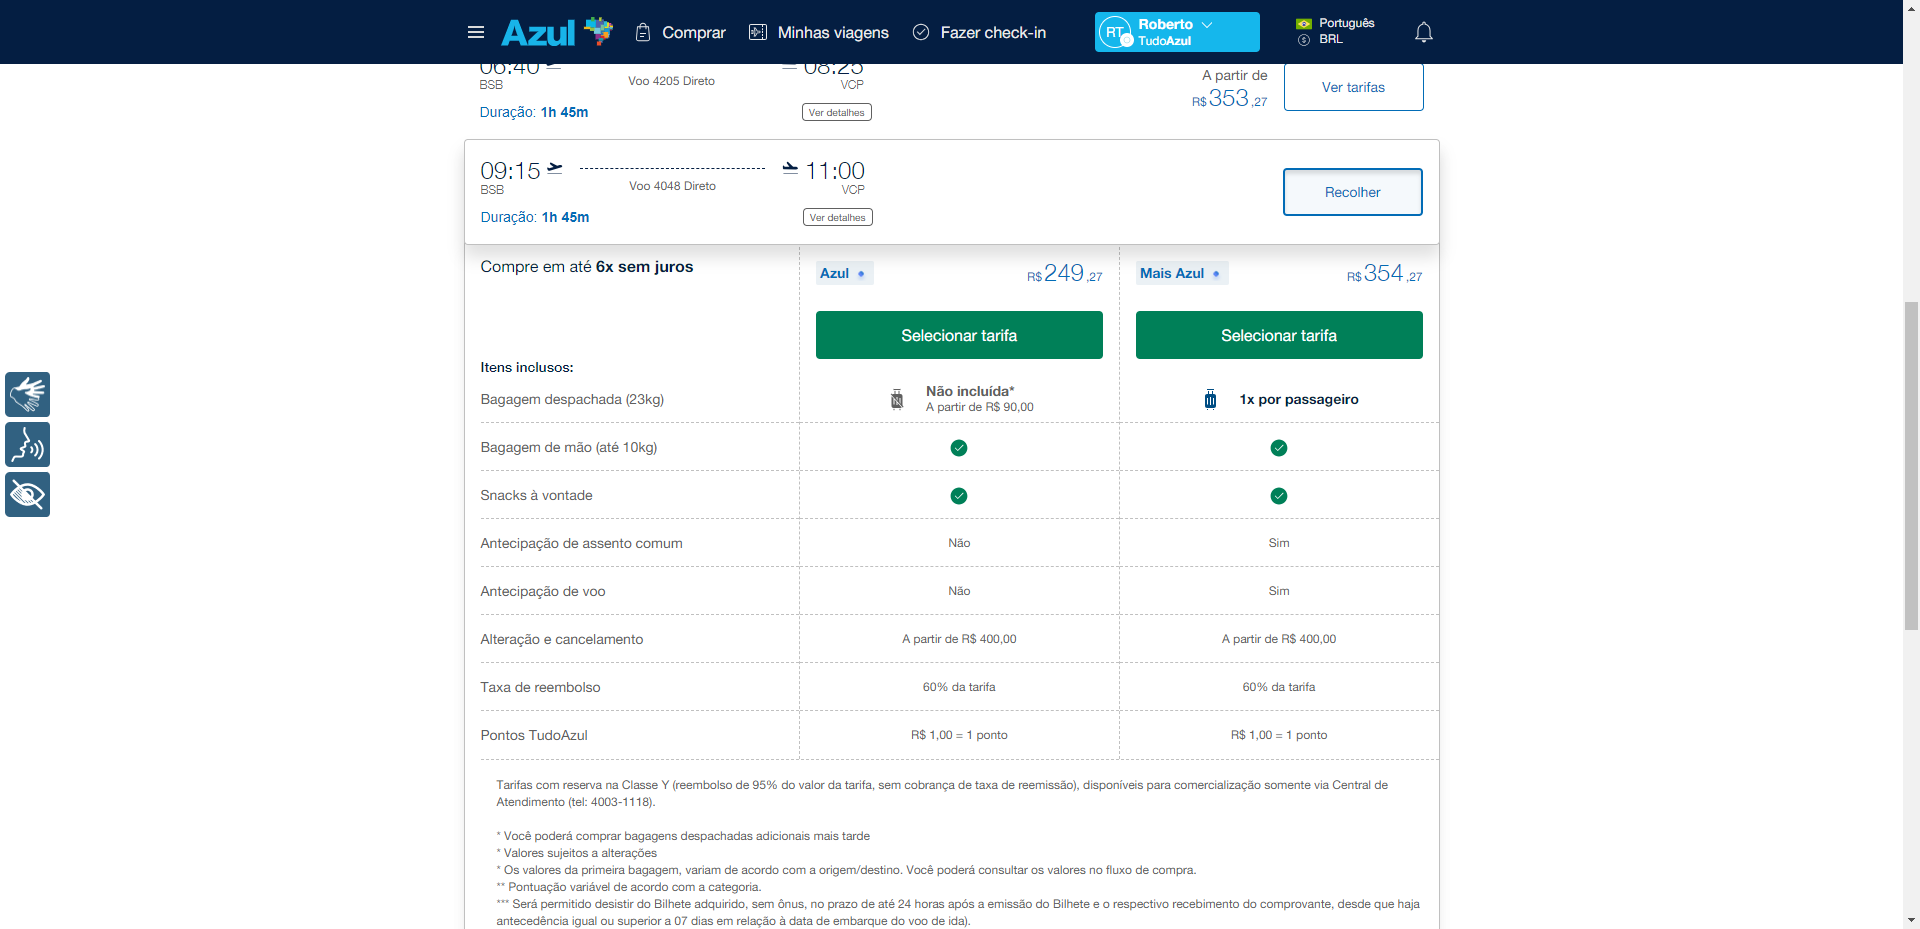 Azul
Comprar
Minhas viagens
Fazer check-in
RT
Roberto
TudoAzul
Português
BRL
06:40
08:25
BSB
Voo 4205 Direto
VCP
Duração: 1h 45m
Ver detalhes
A partir de
R$ 353,27
Ver tarifas
09:15
11:00
BSB
Voo 4048 Direto
VCP
Duração: 1h 45m
Ver detalhes
Recolher
Compre em até 6x sem juros
Azul
R$ 249,27
Mais Azul
R$ 354,27
Selecionar tarifa
Selecionar tarifa
Itens inclusos:
Bagagem despachada (23kg)
Não incluída*
A partir de R$ 90,00
1x por passageiro
Bagagem de mão (até 10kg)
Snacks à vontade
Antecipação de assento comum
Não
Sim
Antecipação de voo
Não
Sim
Alteração e cancelamento
A partir de R$ 400,00
A partir de R$ 400,00
Taxa de reembolso
60% da tarifa
60% da tarifa
Pontos TudoAzul
R$ 1,00 = 1 ponto
R$ 1,00 = 1 ponto
Tarifas com reserva na Classe Y (reembolso de 95% do valor da tarifa, sem cobrança de taxa de reemissão), disponíveis para comercialização somente via Central de
Atendimento (tel: 4003-1118).
* Você poderá comprar bagagens despachadas adicionais mais tarde
* Valores sujeitos a alterações
* Os valores da primeira bagagem, variam de acordo com a origem/destino. Você poderá consultar os valores no fluxo de compra.
** Pontuação variável de acordo com a categoria.
*** Será permitido desistir do Bilhete adquirido, sem ônus, no prazo de até 24 horas após a emissão do Bilhete e o respectivo recebimento do comprovante, desde que haja
antecedência igual ou superior a 07 dias em relação à data de embarque do voo de ida).